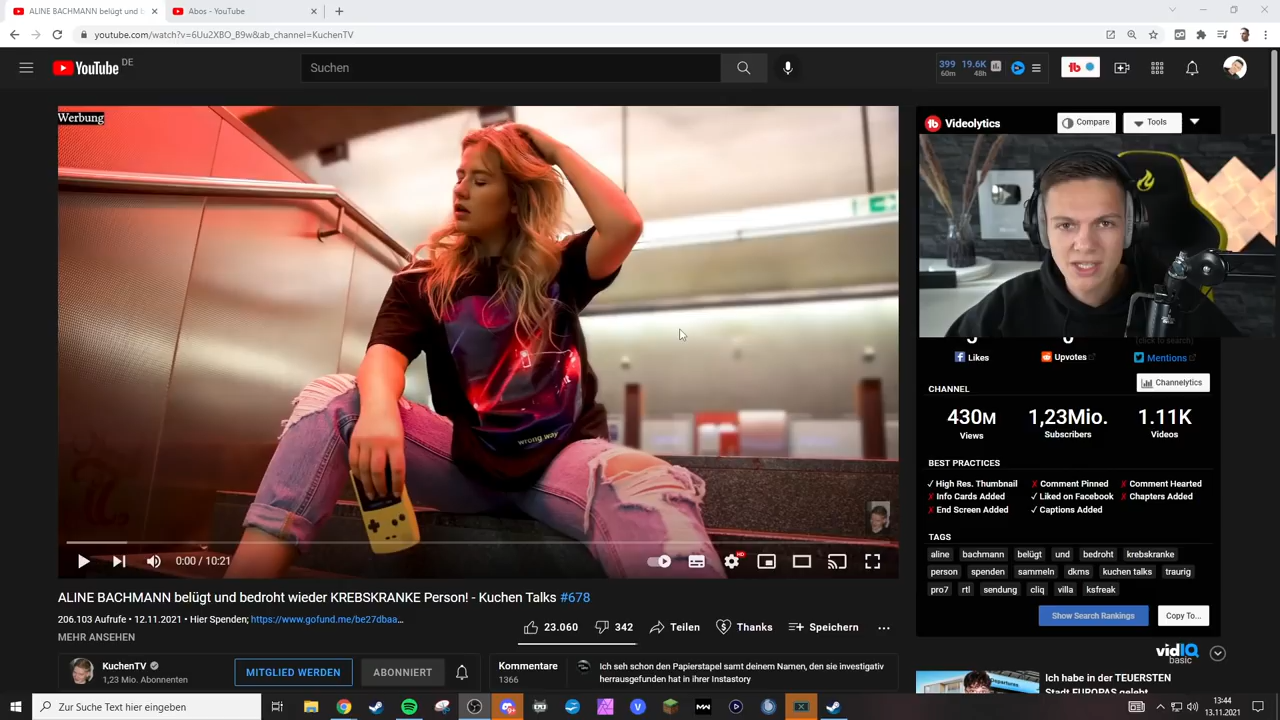 ALINE BACHMANN belügt und b
Abos - YouTube
youtube.com/watch?v=6Uu2XBO_B9w&ab_channel=KuchenTV
YouTube DE
Suchen
399 19.6K
60m 48h
Werbung
Videolytics
Compare
Tools
wrong way
0:00 / 10:21
HD
(click to search)
Likes
Upvotes
Mentions
CHANNEL
Channelytics
430M 1,23Mio. 1.11K
Views Subscribers Videos
BEST PRACTICES
✓ High Res. Thumbnail ✗ Comment Pinned ✗ Comment Hearted
✗ Info Cards Added ✓ Liked on Facebook ✗ Chapters Added
✗ End Screen Added ✓ Captions Added
TAGS
aline bachmann belügt und bedroht krebskranke
person spenden sammeln dkms kuchen talks traurig
pro7 rtl sendung cliq villa ksfreak
Show Search Rankings
Copy To...
vidIQ
basic
ALINE BACHMANN belügt und bedroht wieder KREBSKRANKE Person! - Kuchen Talks #678
206.103 Aufrufe • 12.11.2021 • Hier Spenden; https://www.gofund.me/be27dbaa…
MEHR ANSEHEN
23.060
342
Teilen
Thanks
Speichern
KuchenTV
1,23 Mio. Abonnenten
MITGLIED WERDEN
ABONNIERT
Kommentare
1366
Ich seh schon den Papierstapel samt deinem Namen, den sie investigativ
herrausgefunden hat in ihrer Instastory
Ich habe in der TEUERSTEN
Stadt EUROPAS gelebt
Zur Suche Text hier eingeben
13:44
13.11.2021